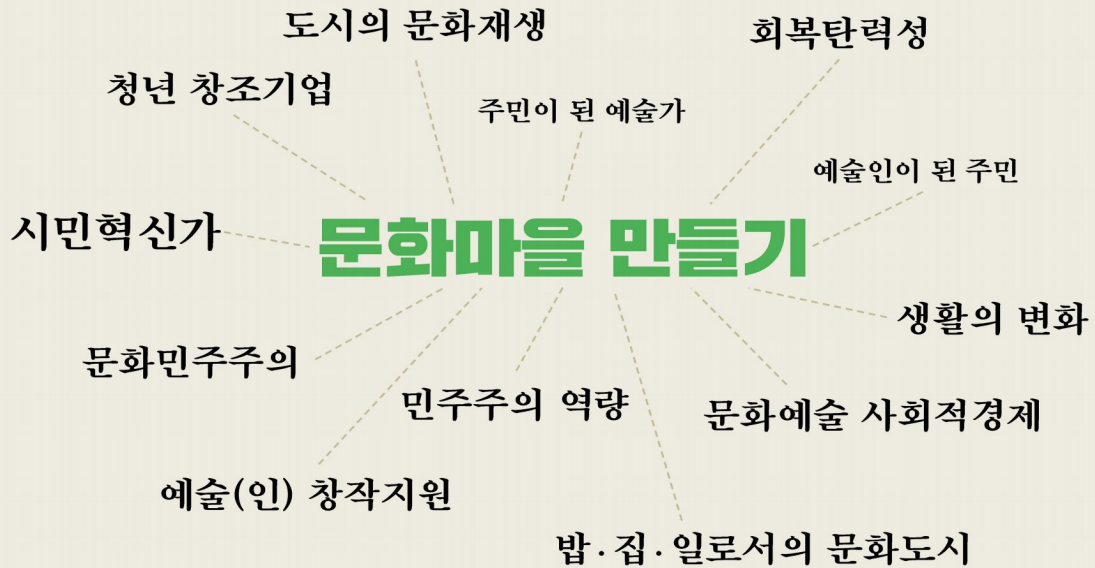 도시의 문화재생
회복탄력성
청년 창조기업
주민이 된 예술가
예술인이 된 주민
시민혁신가
문화마을 만들기
생활의 변화
문화민주주의
민주주의 역량
문화예술 사회적경제
예술(인) 창작지원
밥·집·일로서의 문화도시